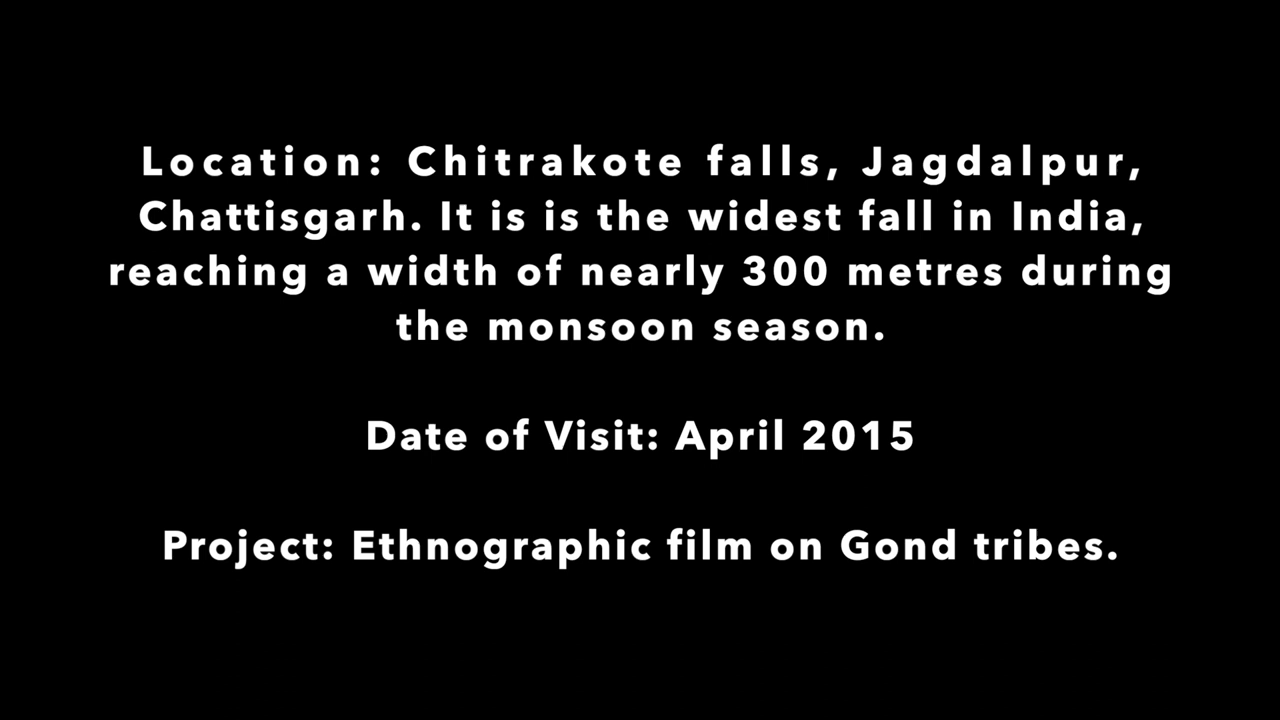 Location: Chitrakote falls, Jagdalpur,
Chattisgarh. It is is the widest fall in India,
reaching a width of nearly 300 metres during
the monsoon season.
Date of Visit: April 2015
Project: Ethnographic film on Gond tribes.